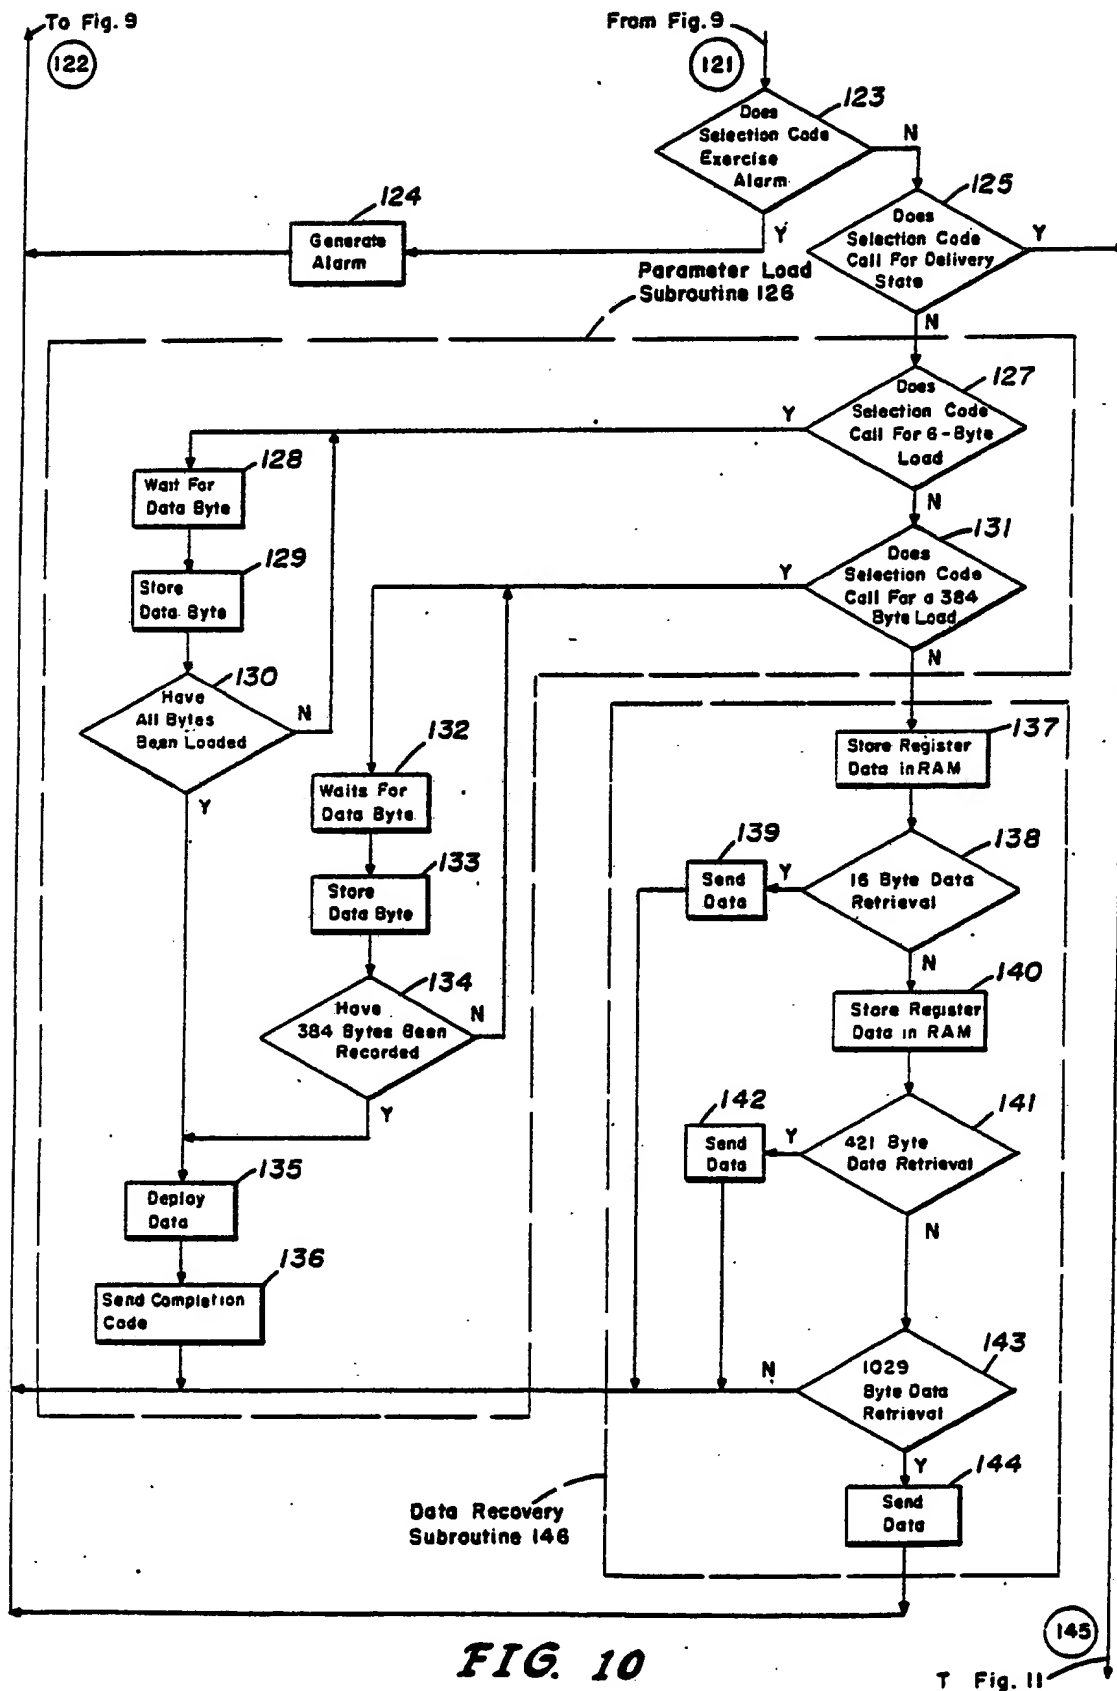 To Fig. 9
122
From Fig. 9
121
123
Does
Selection Code
Exercise
Alarm
N
Y
124
Generate
Alarm
125
Does
Selection Code
Call For Delivery
State
Y
N
Parameter Load
Subroutine 126
127
Does
Selection Code
Call For 6-Byte
Load
Y
N
128
Wait For
Data Byte
129
Store
Data Byte
130
Have
All Bytes
Been Loaded
N
Y
131
Does
Selection Code
Call For a 384
Byte Load
Y
N
132
Waits For
Data Byte
133
Store
Data Byte
134
Have
384 Bytes Been
Recorded
N
Y
135
Deploy
Data
136
Send Completion
Code
137
Store Register
Data in RAM
138
16 Byte Data
Retrieval
Y
N
139
Send
Data
140
Store Register
Data in RAM
141
421 Byte
Data Retrieval
Y
N
142
Send
Data
143
1029
Byte Data
Retrieval
N
Y
144
Send
Data
Data Recovery
Subroutine 146
145
T Fig. 11
FIG. 10